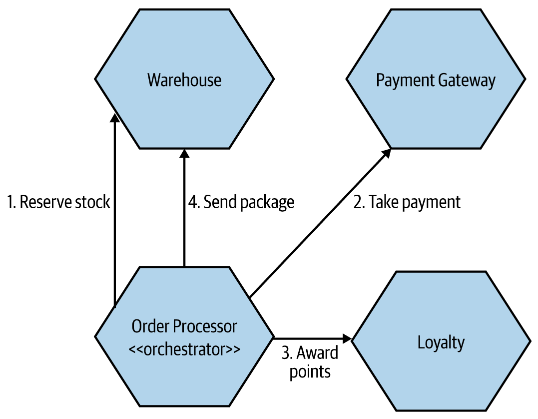 Warehouse
Payment Gateway
1. Reserve stock
4. Send package
2. Take payment
Order Processor
<<orchestrator>>
3. Award
points
Loyalty